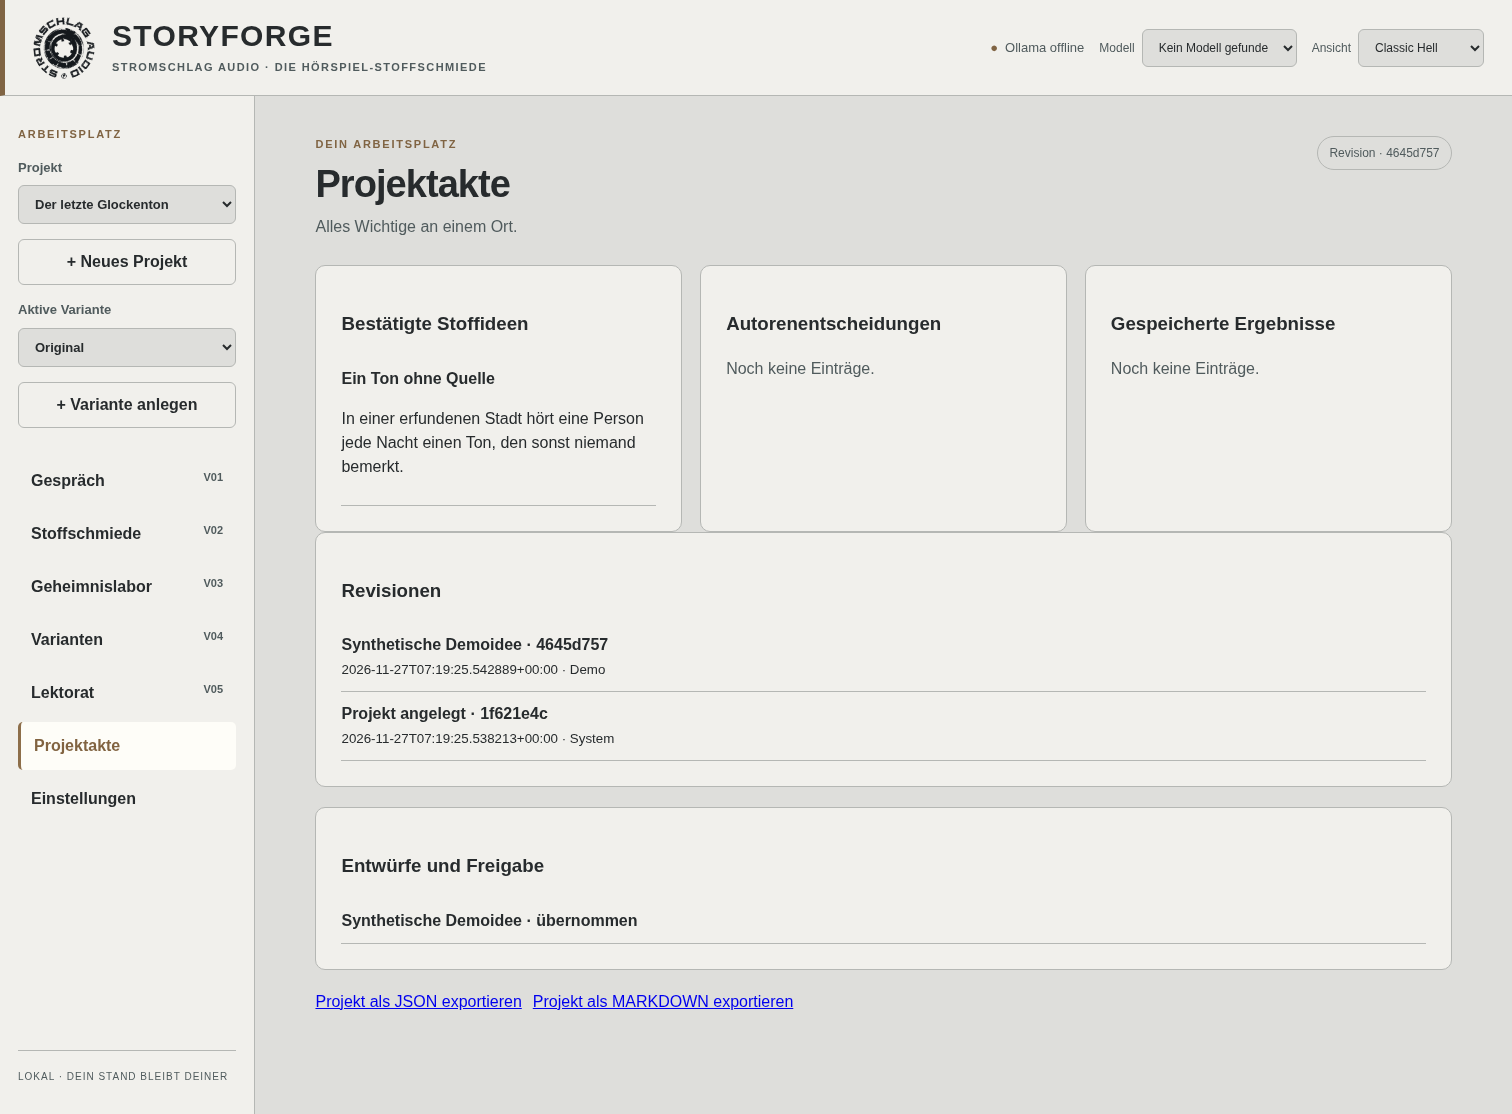 STROMSCHLAG AUDIO
STORYFORGE
STROMSCHLAG AUDIO · DIE HÖRSPIEL-STOFFSCHMIEDE
● Ollama offline
Modell
Kein Modell gefunde
Ansicht
Classic Hell
ARBEITSPLATZ
Projekt
Der letzte Glockenton
+ Neues Projekt
Aktive Variante
Original
+ Variante anlegen
Gespräch V01
Stoffschmiede V02
Geheimnislabor V03
Varianten V04
Lektorat V05
Projektakte
Einstellungen
LOKAL · DEIN STAND BLEIBT DEINER
DEIN ARBEITSPLATZ
Projektakte
Alles Wichtige an einem Ort.
Revision · 4645d757
Bestätigte Stoffideen
Ein Ton ohne Quelle
In einer erfundenen Stadt hört eine Person
jede Nacht einen Ton, den sonst niemand
bemerkt.
Autorenentscheidungen
Noch keine Einträge.
Gespeicherte Ergebnisse
Noch keine Einträge.
Revisionen
Synthetische Demoidee · 4645d757
2026-11-27T07:19:25.542889+00:00 · Demo
Projekt angelegt · 1f621e4c
2026-11-27T07:19:25.538213+00:00 · System
Entwürfe und Freigabe
Synthetische Demoidee · übernommen
Projekt als JSON exportieren Projekt als MARKDOWN exportieren